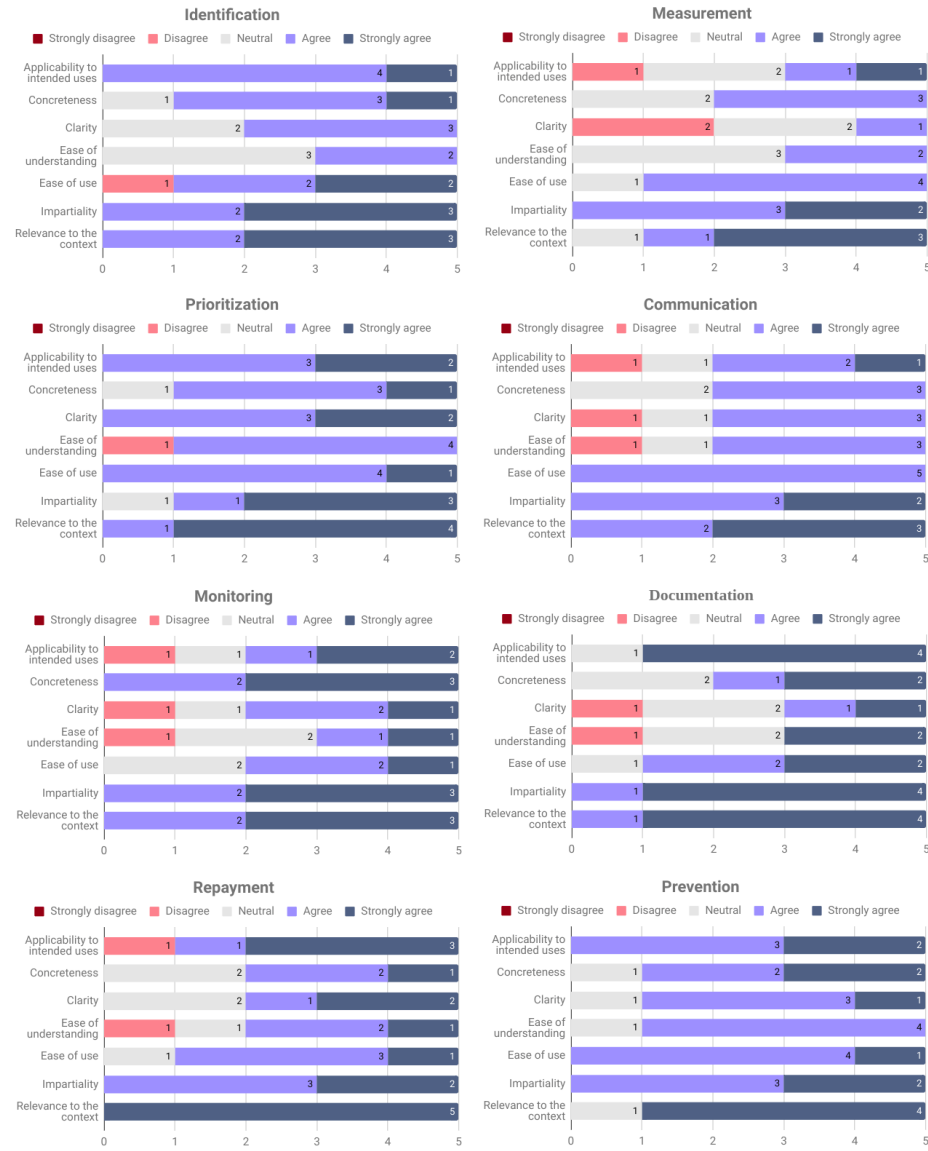 Identification
Strongly disagree Disagree Neutral Agree Strongly agree
Applicability to
intended uses
4 1
Concreteness
1 3 1
Clarity
2 3
Ease of
understanding
3 2
Ease of use
1 2 2
Impartiality
2 3
Relevance to the
context
2 3
0 1 2 3 4 5
Measurement
Strongly disagree Disagree Neutral Agree Strongly agree
Applicability to
intended uses
1 2 1 1
Concreteness
2 3
Clarity
2 2 1
Ease of
understanding
3 2
Ease of use
1 4
Impartiality
3 2
Relevance to the
context
1 1 3
0 1 2 3 4 5
Prioritization
Strongly disagree Disagree Neutral Agree Strongly agree
Applicability to
intended uses
3 2
Concreteness
1 3 1
Clarity
3 2
Ease of
understanding
1 4
Ease of use
4 1
Impartiality
1 1 3
Relevance to the
context
1 4
0 1 2 3 4 5
Communication
Strongly disagree Disagree Neutral Agree Strongly agree
Applicability to
intended uses
1 1 2 1
Concreteness
2 3
Clarity
1 1 3
Ease of
understanding
1 1 3
Ease of use
5
Impartiality
3 2
Relevance to the
context
2 3
0 1 2 3 4 5
Monitoring
Strongly disagree Disagree Neutral Agree Strongly agree
Applicability to
intended uses
1 1 1 2
Concreteness
2 3
Clarity
1 1 2 1
Ease of
understanding
1 2 1 1
Ease of use
2 2 1
Impartiality
2 3
Relevance to the
context
2 3
0 1 2 3 4 5
Documentation
Strongly disagree Disagree Neutral Agree Strongly agree
Applicability to
intended uses
1 4
Concreteness
2 1 2
Clarity
1 2 1 1
Ease of
understanding
1 2 2
Ease of use
1 2 2
Impartiality
1 4
Relevance to the
context
1 4
0 1 2 3 4 5
Repayment
Strongly disagree Disagree Neutral Agree Strongly agree
Applicability to
intended uses
1 1 3
Concreteness
2 2 1
Clarity
2 1 2
Ease of
understanding
1 1 2 1
Ease of use
1 3 1
Impartiality
3 2
Relevance to the
context
5
0 1 2 3 4 5
Prevention
Strongly disagree Disagree Neutral Agree Strongly agree
Applicability to
intended uses
3 2
Concreteness
1 2 2
Clarity
1 3 1
Ease of
understanding
1 4
Ease of use
4 1
Impartiality
3 2
Relevance to the
context
1 4
0 1 2 3 4 5